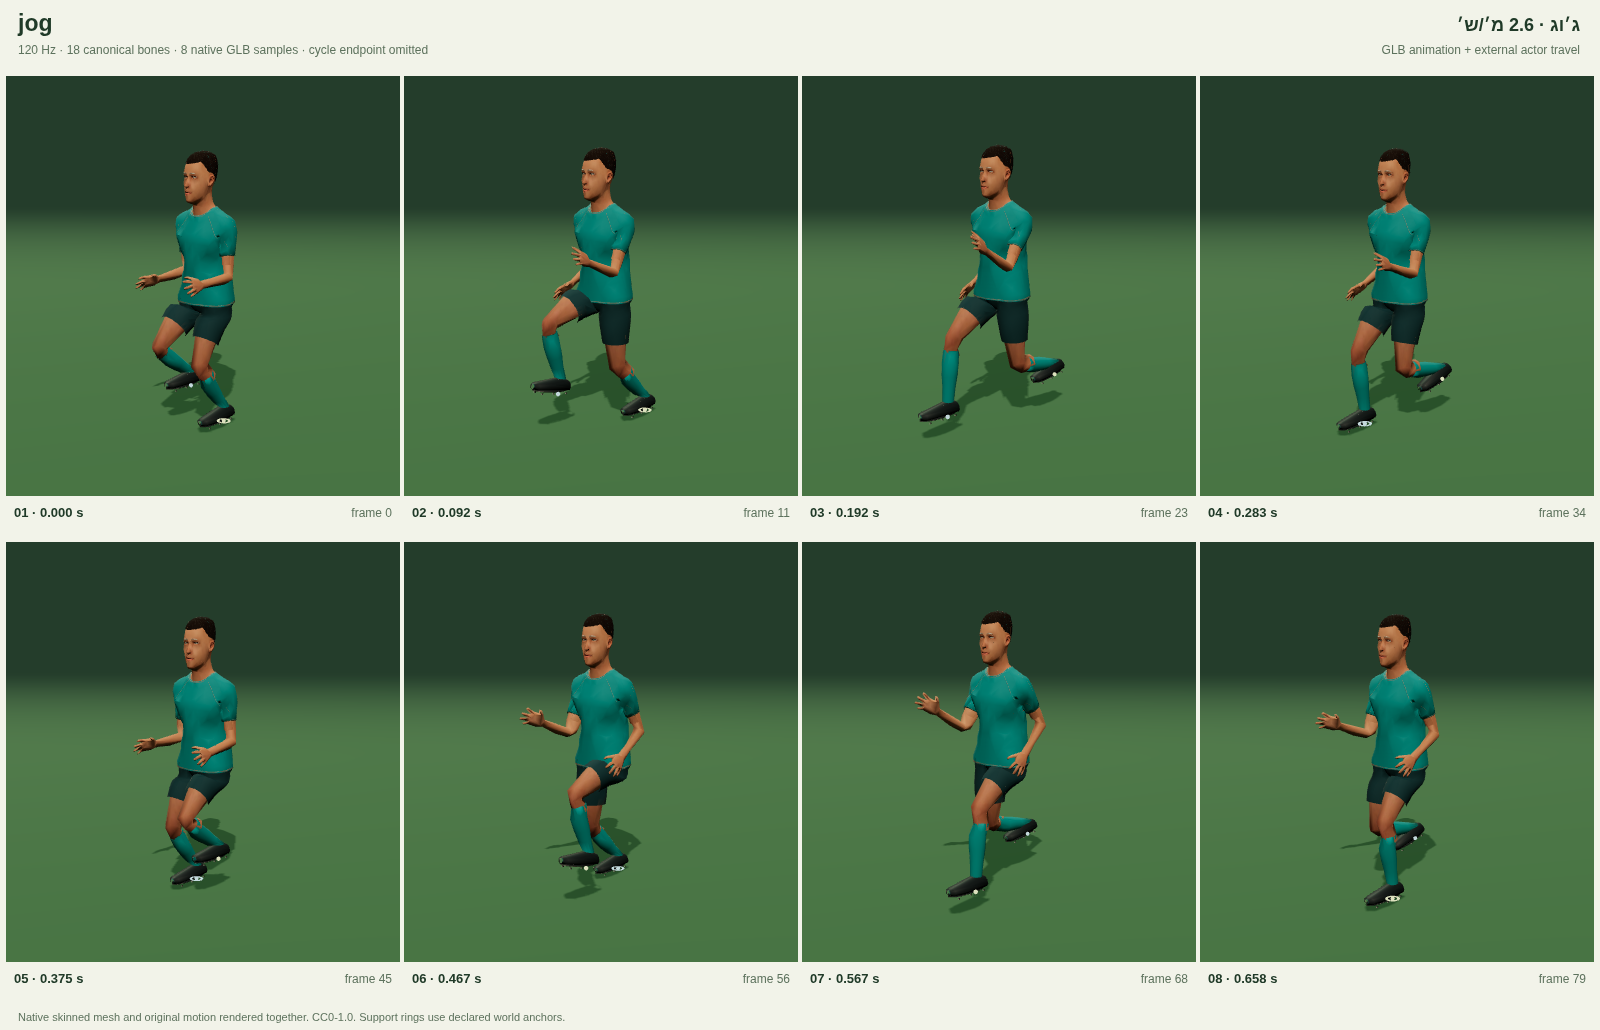 jog
ג׳וג · 2.6 מ׳/ש׳
120 Hz · 18 canonical bones · 8 native GLB samples · cycle endpoint omitted
GLB animation + external actor travel
01 · 0.000 s
frame 0
02 · 0.092 s
frame 11
03 · 0.192 s
frame 23
04 · 0.283 s
frame 34
05 · 0.375 s
frame 45
06 · 0.467 s
frame 56
07 · 0.567 s
frame 68
08 · 0.658 s
frame 79
Native skinned mesh and original motion rendered together. CC0-1.0. Support rings use declared world anchors.